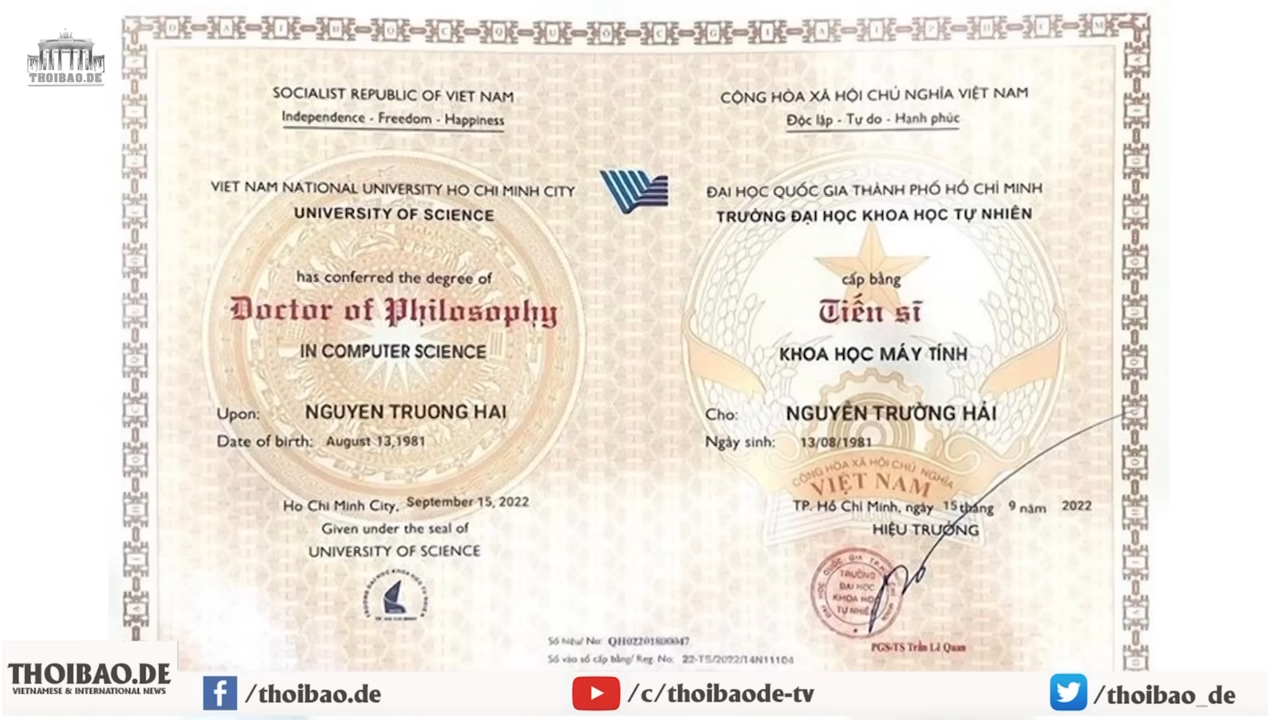 THOIBAO.DE
SOCIALIST REPUBLIC OF VIET NAM
Independence - Freedom - Happiness
VIET NAM NATIONAL UNIVERSITY HO CHI MINH CITY
UNIVERSITY OF SCIENCE
has conferred the degree of
Doctor of Philosophy
IN COMPUTER SCIENCE
Upon: NGUYEN TRUONG HAI
Date of birth: August 13,1981
Ho Chi Minh City, September 15, 2022
Given under the seal of
UNIVERSITY OF SCIENCE
CỘNG HÒA XÃ HỘI CHỦ NGHĨA VIỆT NAM
Độc lập - Tự do - Hạnh phúc
ĐẠI HỌC QUỐC GIA THÀNH PHỐ HỒ CHÍ MINH
TRƯỜNG ĐẠI HỌC KHOA HỌC TỰ NHIÊN
cấp bằng
Tiến sĩ
KHOA HỌC MÁY TÍNH
Cho: NGUYỄN TRƯỜNG HẢI
Ngày sinh: 13/08/1981
CỘNG HÒA XÃ HỘI CHỦ NGHĨA
VIỆT NAM
TP. Hồ Chí Minh, ngày 15 tháng 9 năm 2022
HIỆU TRƯỞNG
TRƯỜNG
ĐẠI HỌC
KHOA HỌC
TỰ NHIÊN
PGS-TS Trần Lê Quan
Số hiệu/ No: QH02201800047
Số vào sổ cấp bằng/ Reg. No: 22-TS/2022/14N11104
THOIBAO.DE
VIETNAMESE & INTERNATIONAL NEWS
/thoibao.de
/c/thoibaode-tv
/thoibao_de